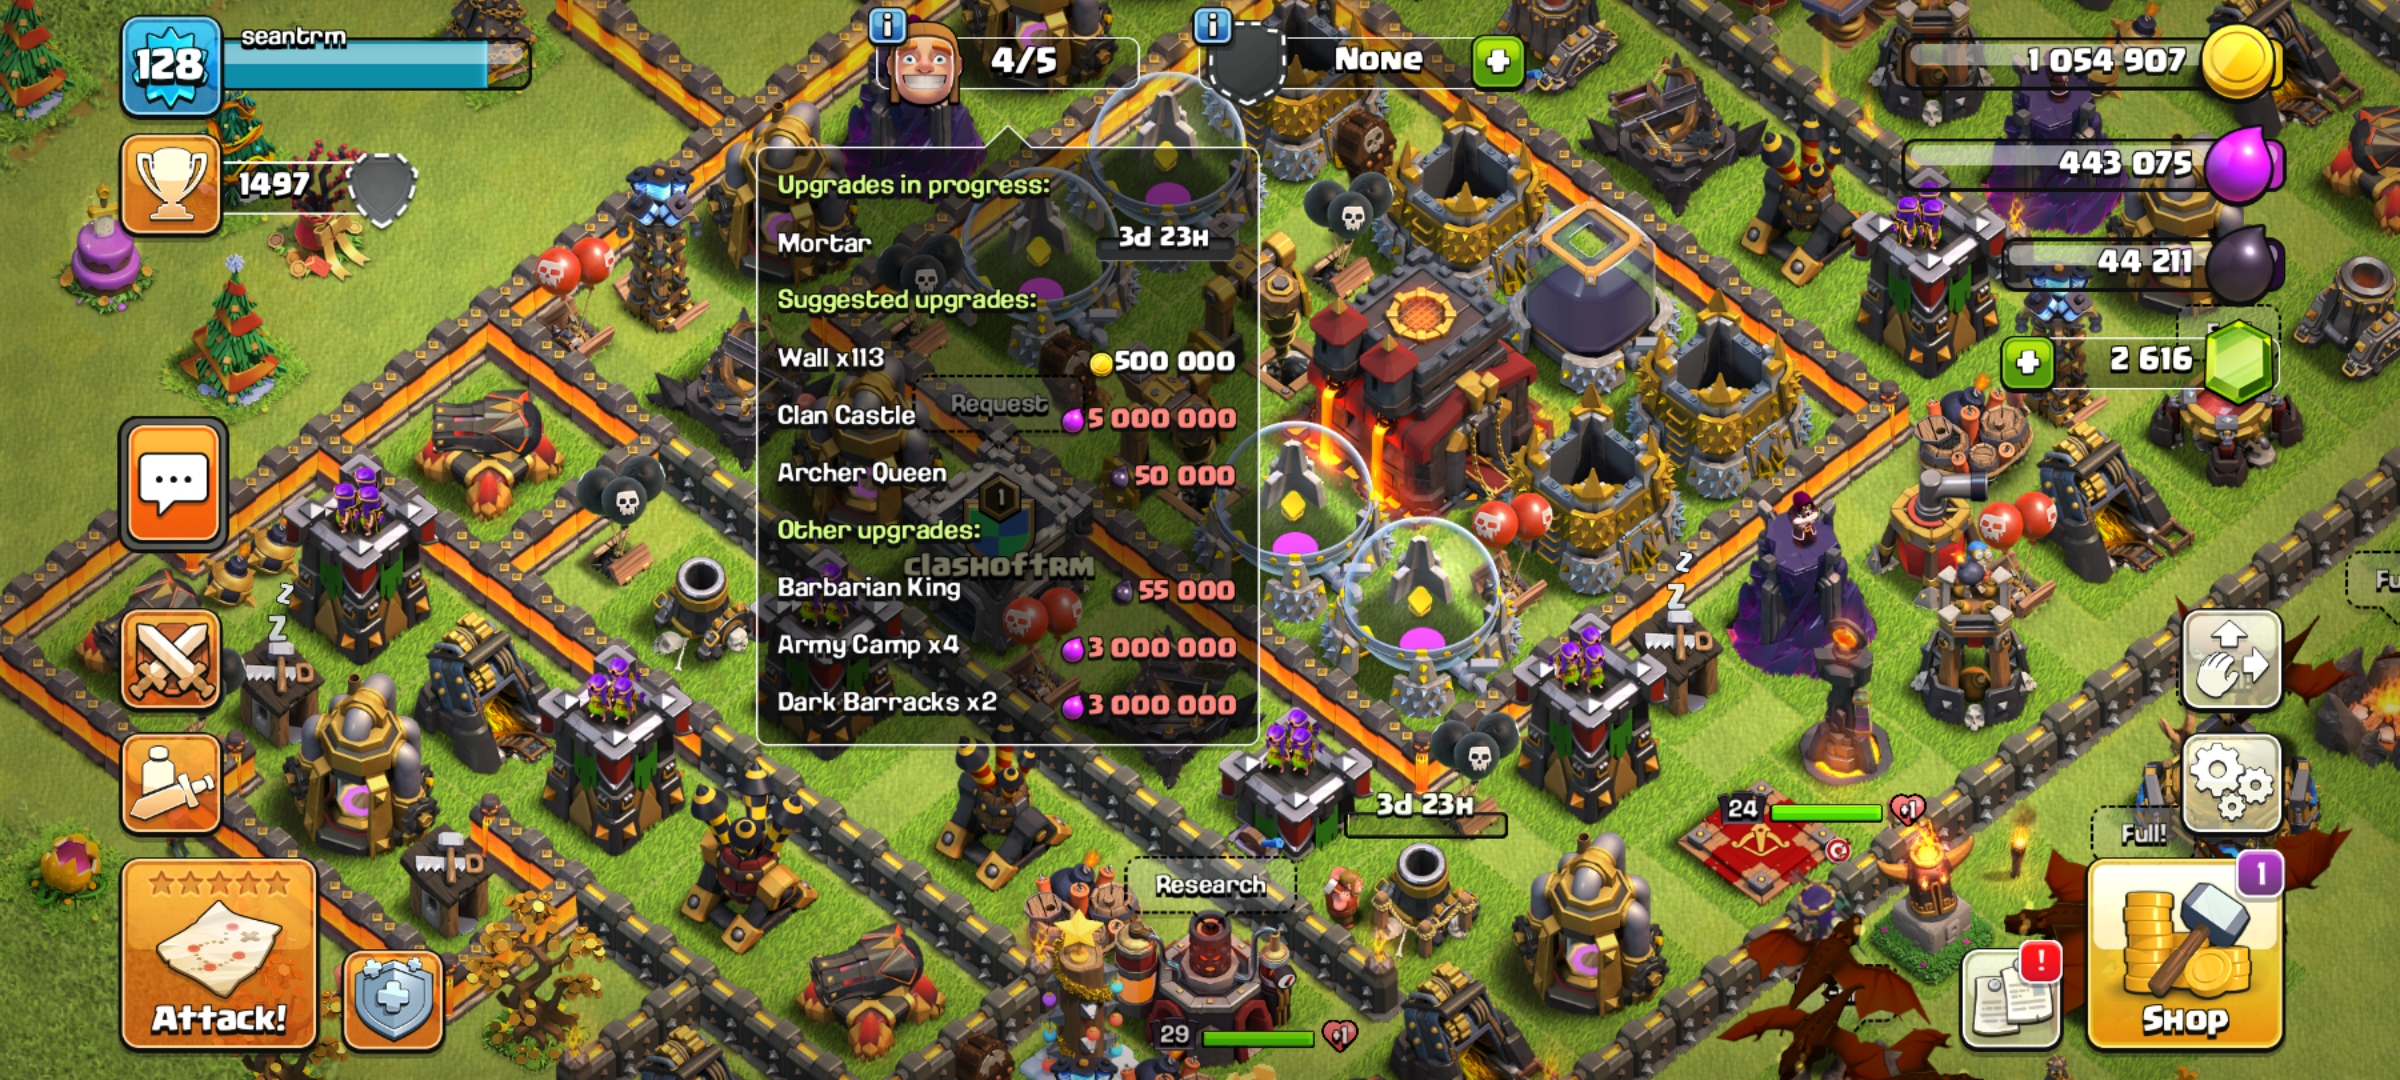 128
seantrm
4/5
None
1 054 907
1497
443 075
44 211
2 616
Upgrades in progress:
Mortar
3d 23H
Suggested upgrades:
Wall x113
500 000
Clan Castle
5 000 000
Archer Queen
50 000
Other upgrades:
Barbarian King
55 000
Army Camp x4
3 000 000
Dark Barracks x2
3 000 000
Request
1
clashoftrm
z
Z
z
Z
3d 23H
24
+1
Full!
Research
29
+1
Attack!
!
1
Shop